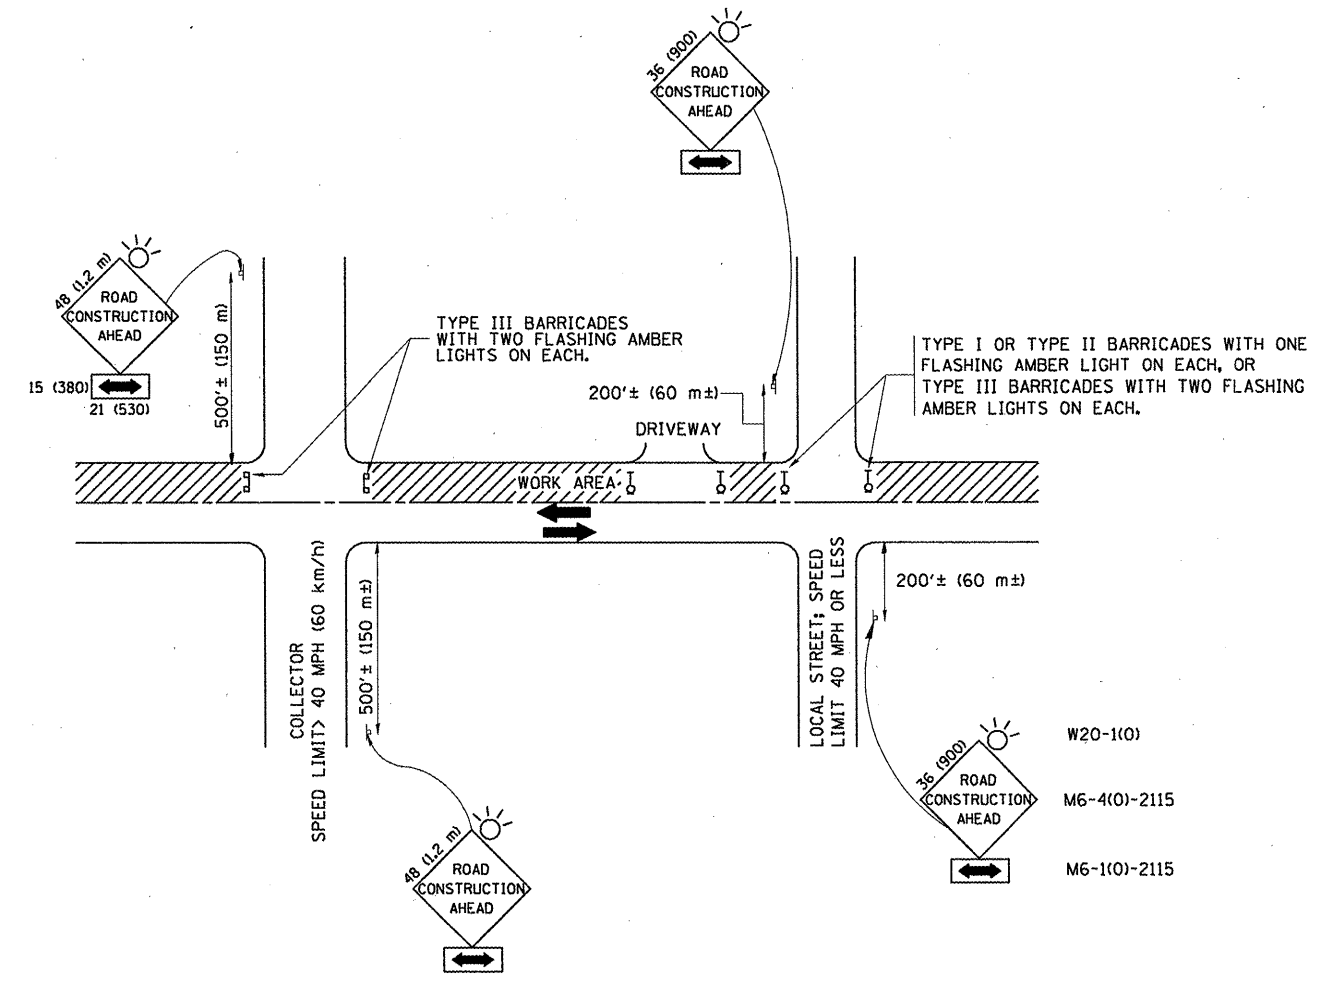 36 (900)
ROAD
CONSTRUCTION
AHEAD
48 (1.2 m)
ROAD
CONSTRUCTION
AHEAD
15 (380)
21 (530)
500'± (150 m)
TYPE III BARRICADES
WITH TWO FLASHING AMBER
LIGHTS ON EACH.
200'± (60 m±)
DRIVEWAY
TYPE I OR TYPE II BARRICADES WITH ONE
FLASHING AMBER LIGHT ON EACH, OR
TYPE III BARRICADES WITH TWO FLASHING
AMBER LIGHTS ON EACH.
WORK AREA
COLLECTOR
SPEED LIMIT> 40 MPH (60 km/h)
500'± (150 m±)
LOCAL STREET; SPEED
LIMIT 40 MPH OR LESS
200'± (60 m±)
48 (1.2 m)
ROAD
CONSTRUCTION
AHEAD
36 (900)
ROAD
CONSTRUCTION
AHEAD
W20-1(O)
M6-4(O)-2115
M6-1(O)-2115